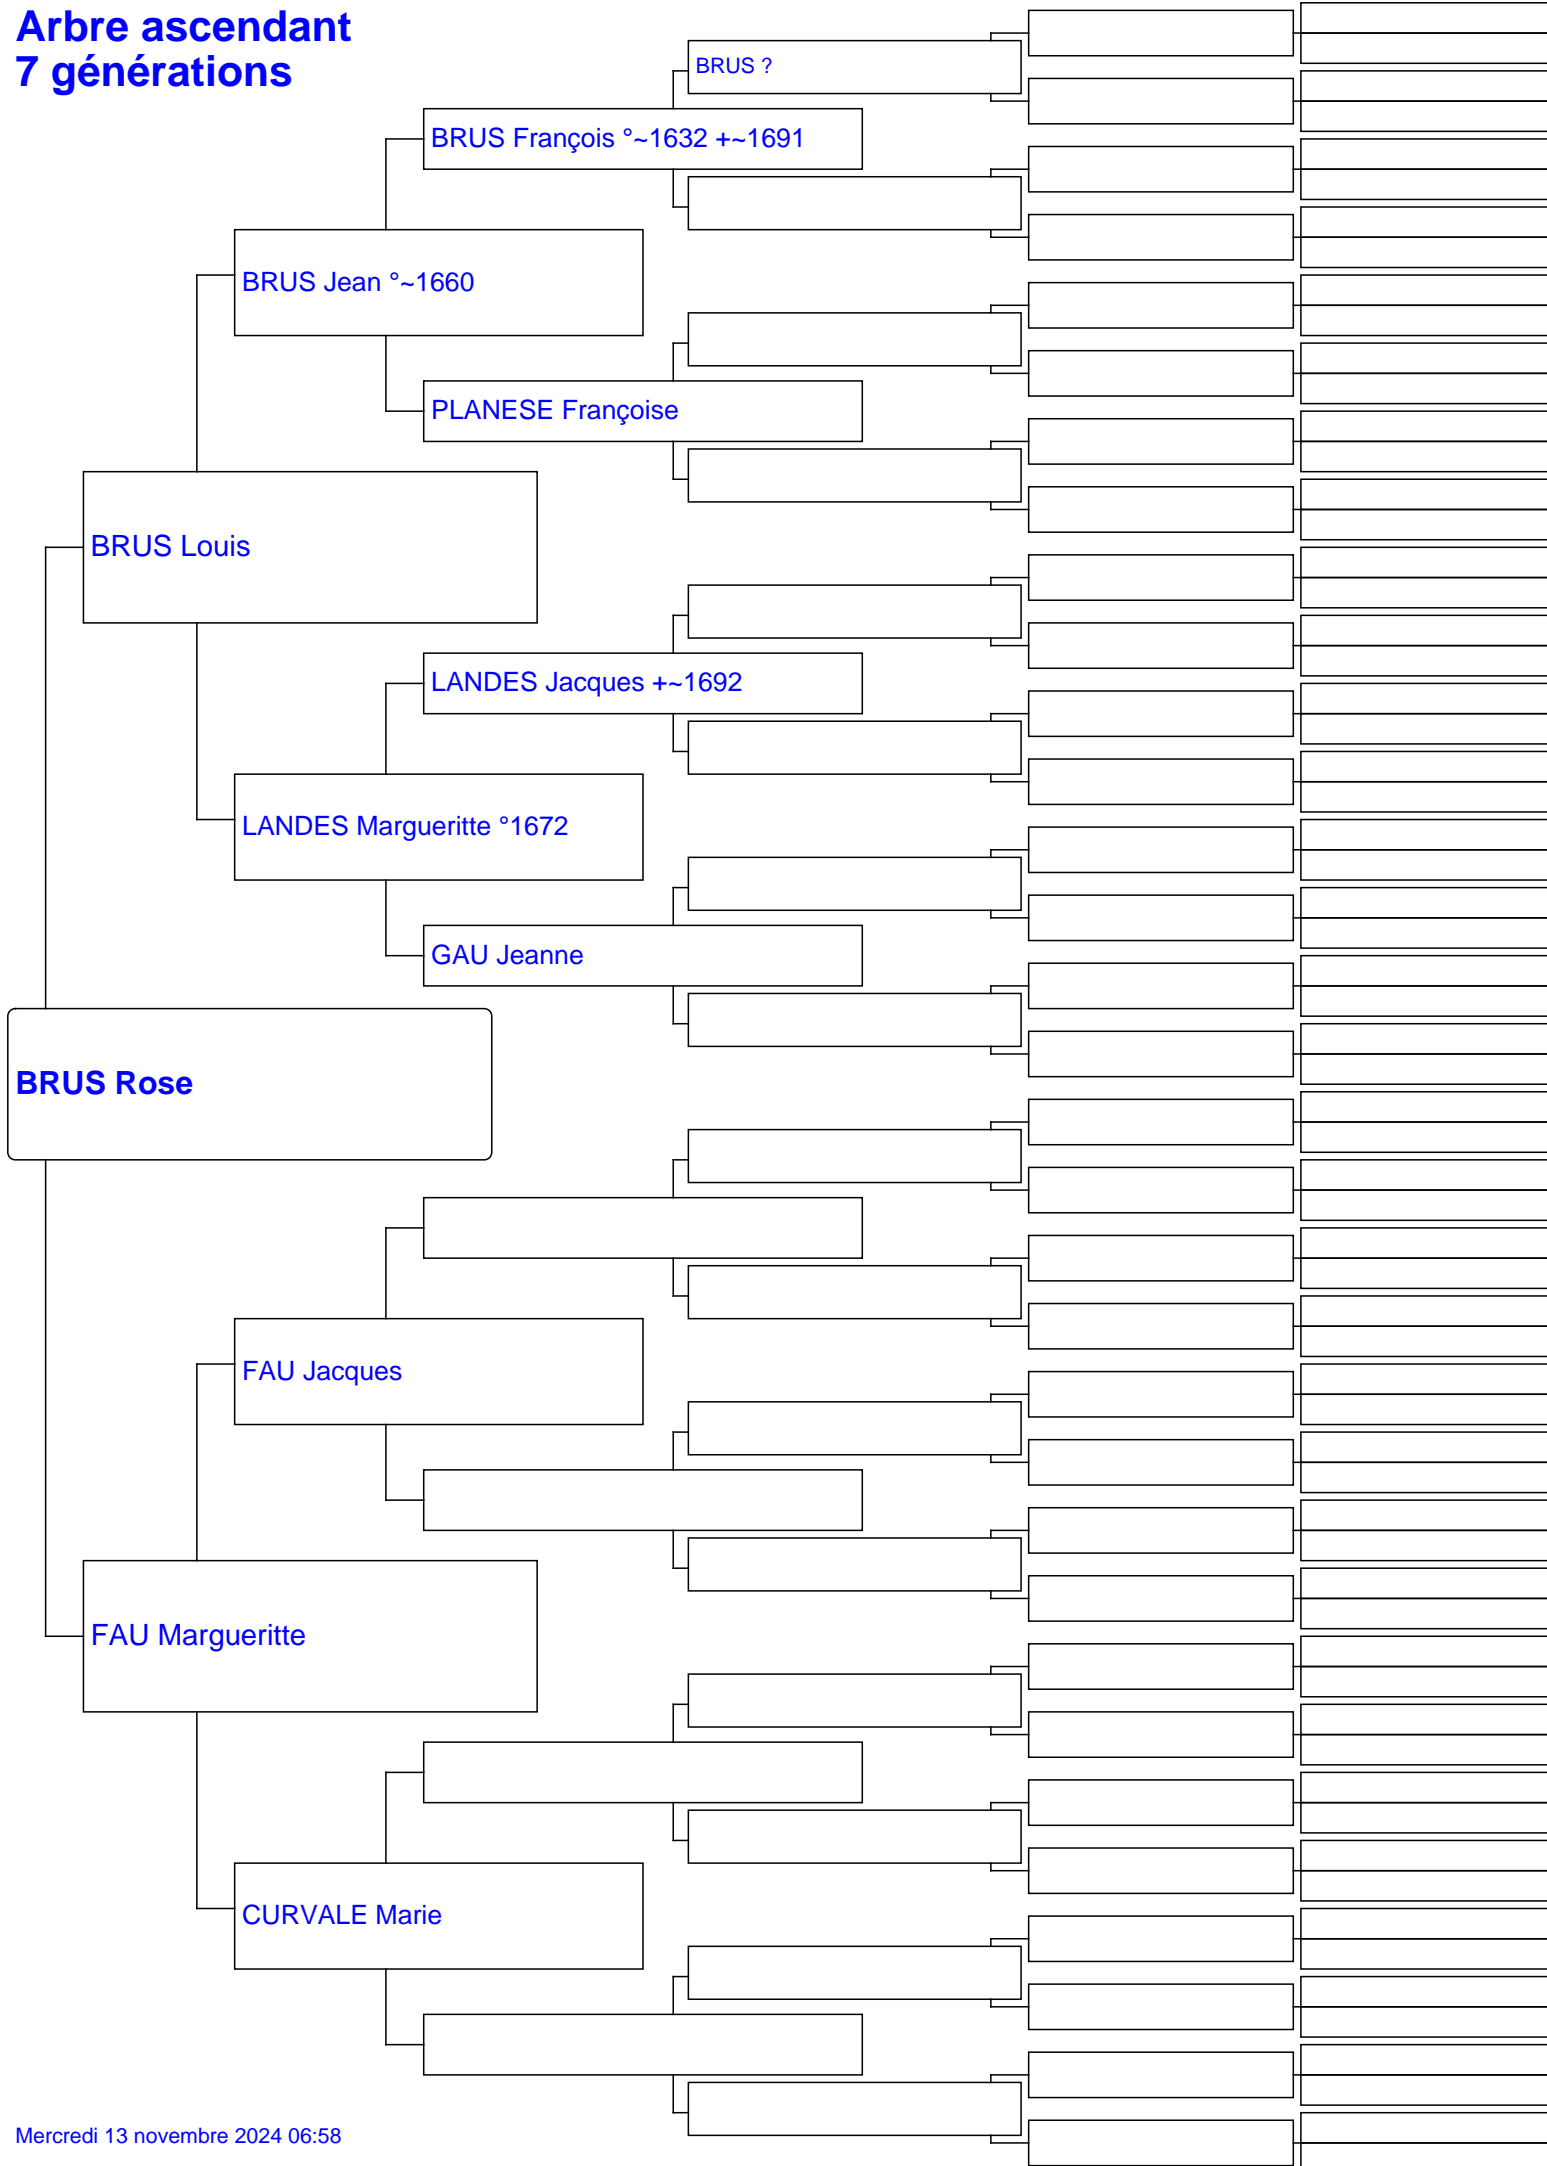 Arbre ascendant
7 générations
BRUS ?
BRUS François °~1632 +~1691
BRUS Jean °~1660
PLANESE Françoise
BRUS Louis
LANDES Jacques +~1692
LANDES Margueritte °1672
GAU Jeanne
BRUS Rose
FAU Jacques
FAU Margueritte
CURVALE Marie
Mercredi 13 novembre 2024 06:58